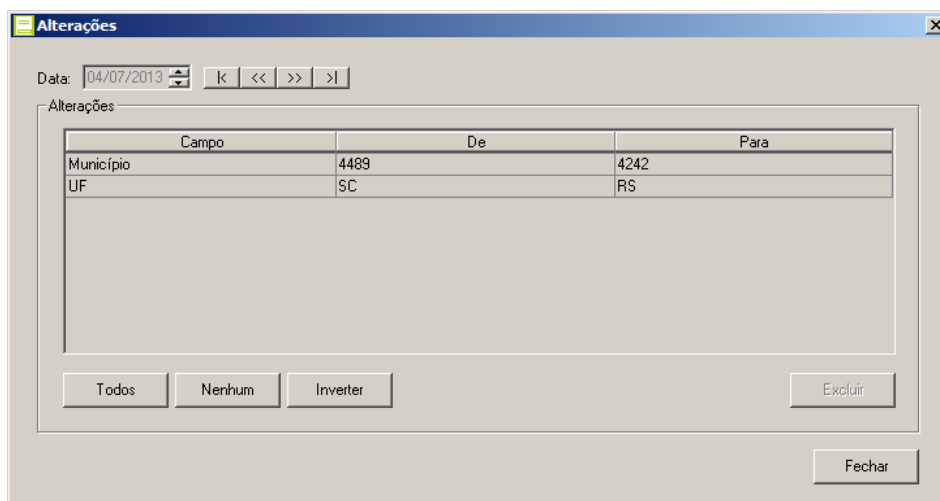 Alterações
Data: 04/07/2013 |< << >> >|
Alterações
Campo De Para
Município 4489 4242
UF SC RS
Todos Nenhum Inverter Excluir
Fechar